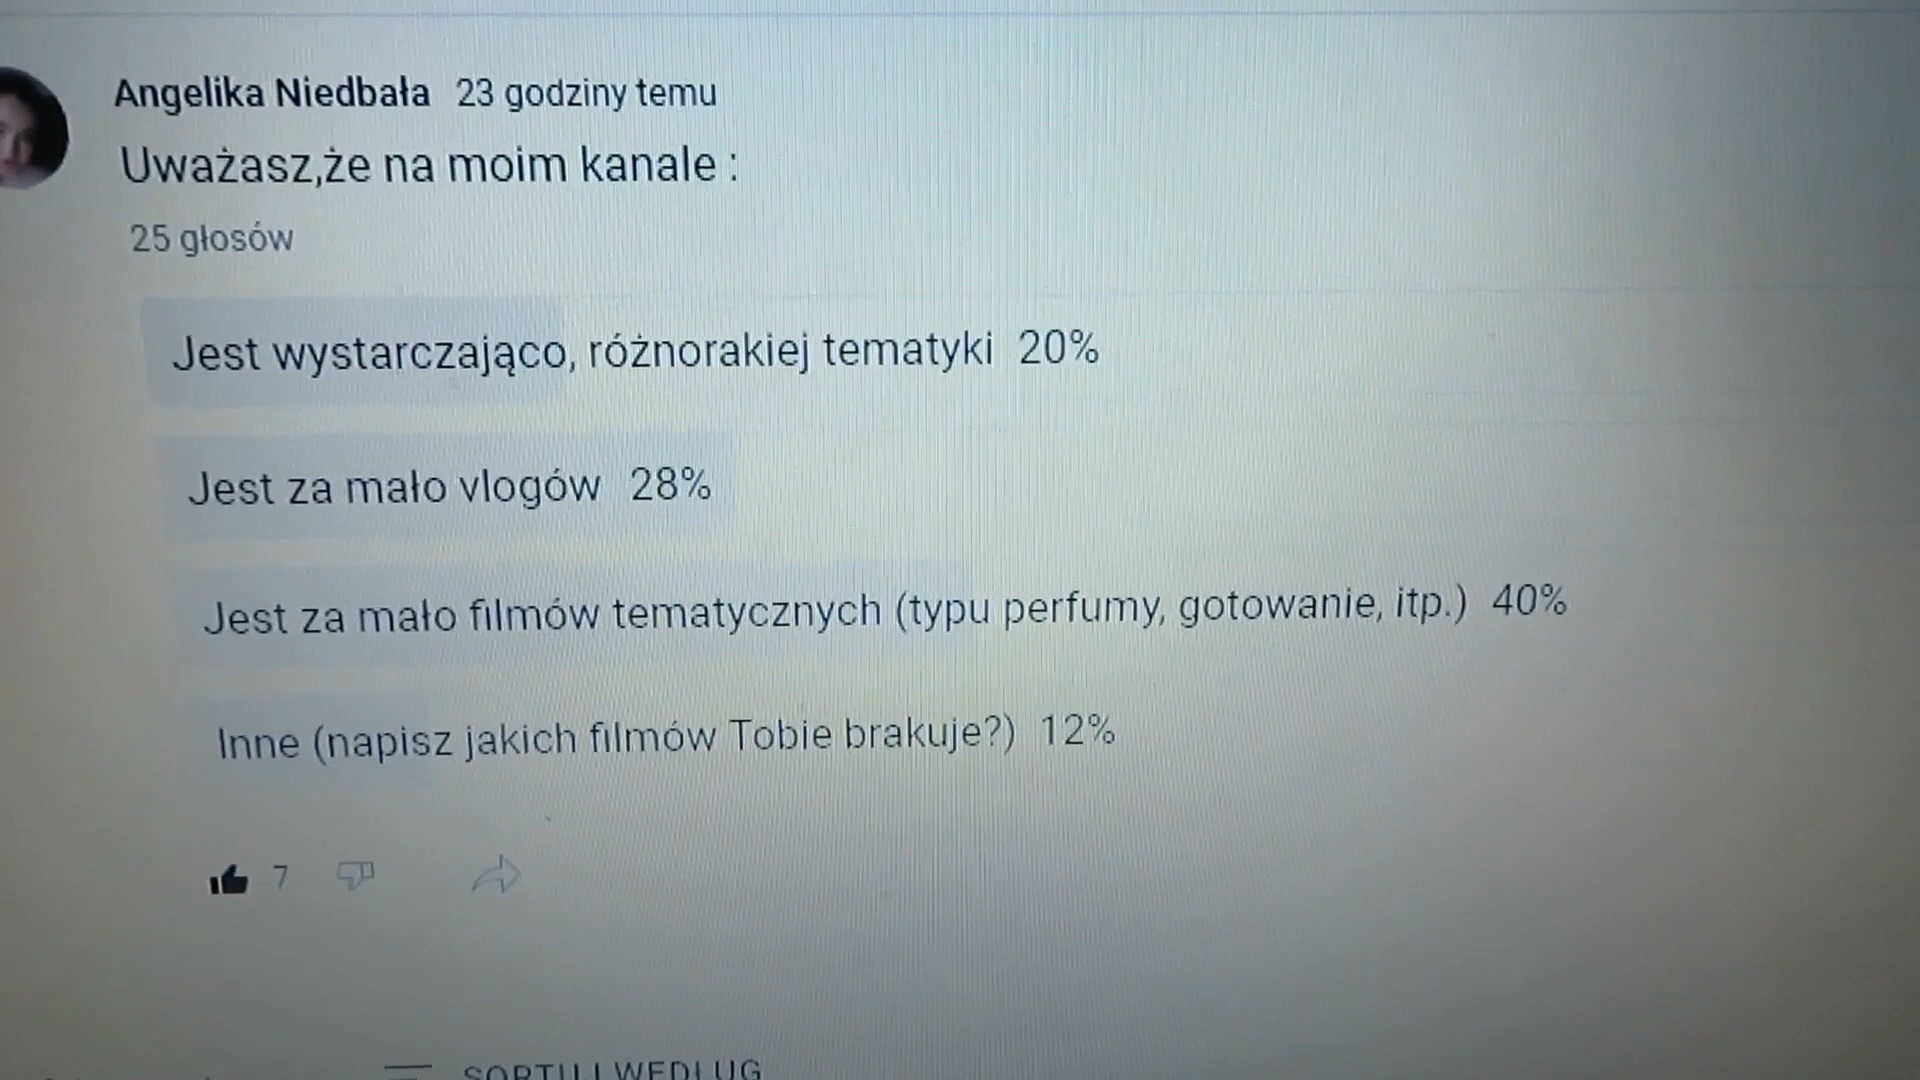 Angelika Niedbała 23 godziny temu
Uważasz,że na moim kanale :
25 głosów
Jest wystarczająco, różnorakiej tematyki 20%
Jest za mało vlogów 28%
Jest za mało filmów tematycznych (typu perfumy, gotowanie, itp.) 40%
Inne (napisz jakich filmów Tobie brakuje?) 12%
7
SORTUJ WEDŁUG